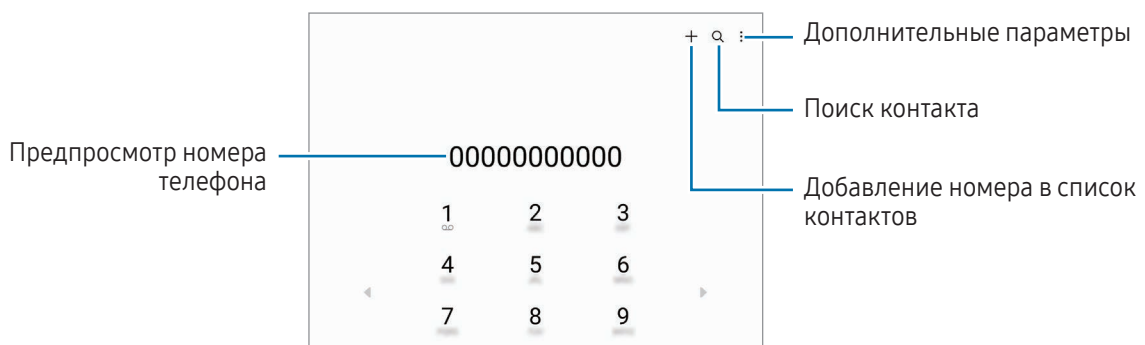 Дополнительные параметры
Поиск контакта
Предпросмотр номера
телефона
00000000000
Добавление номера в список
контактов
1 2 3
4 5 6
7 8 9